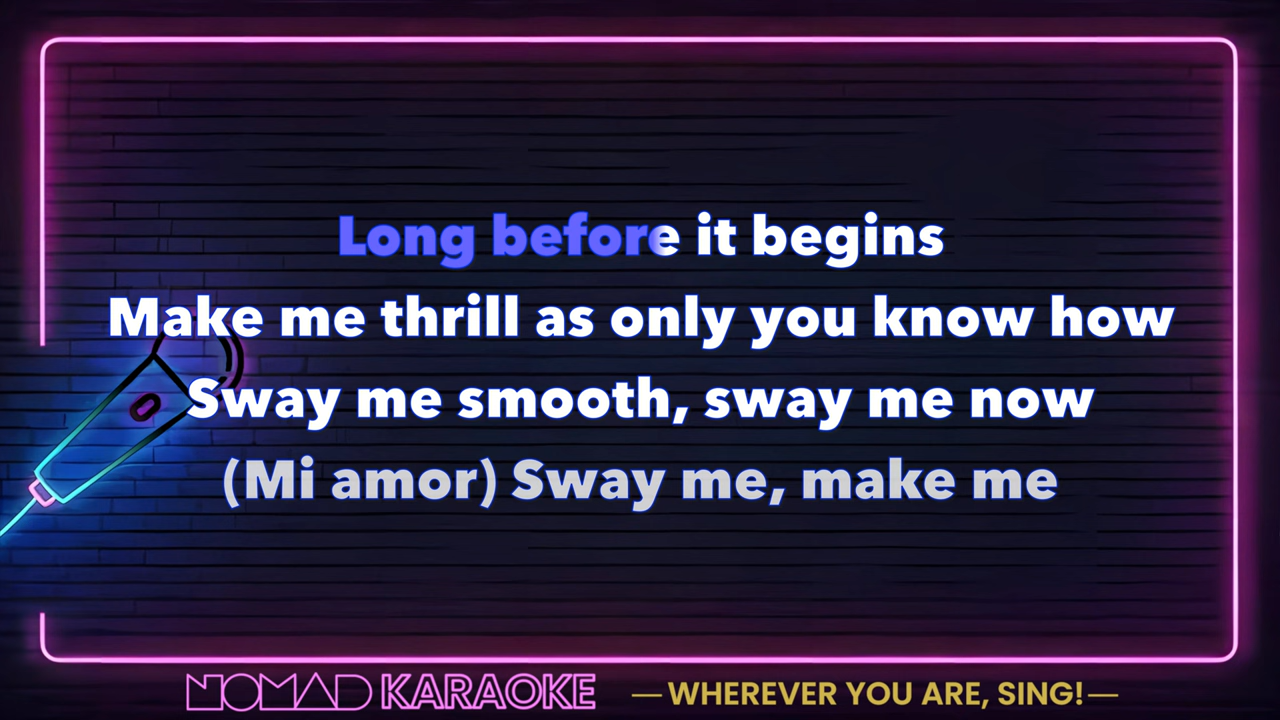 Long before it begins
Make me thrill as only you know how
Sway me smooth, sway me now
(Mi amor) Sway me, make me
NOMAD KARAOKE — WHEREVER YOU ARE, SING! —